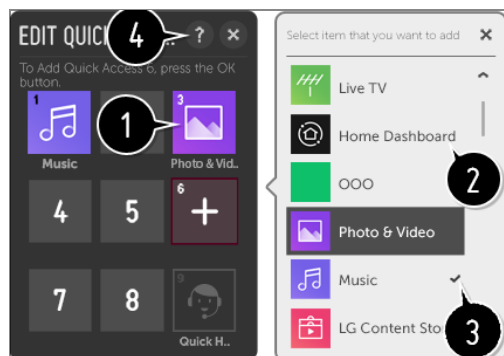 EDIT QUIC
4
?
To Add Quick Access 6, press the OK
button.
1
3
1
Music
Photo & Vid..
4
5
6
7
8
9
Quick H..
Select item that you want to add
Live TV
Home Dashboard
2
OOO
Photo & Video
Music
LG Content Sto
3